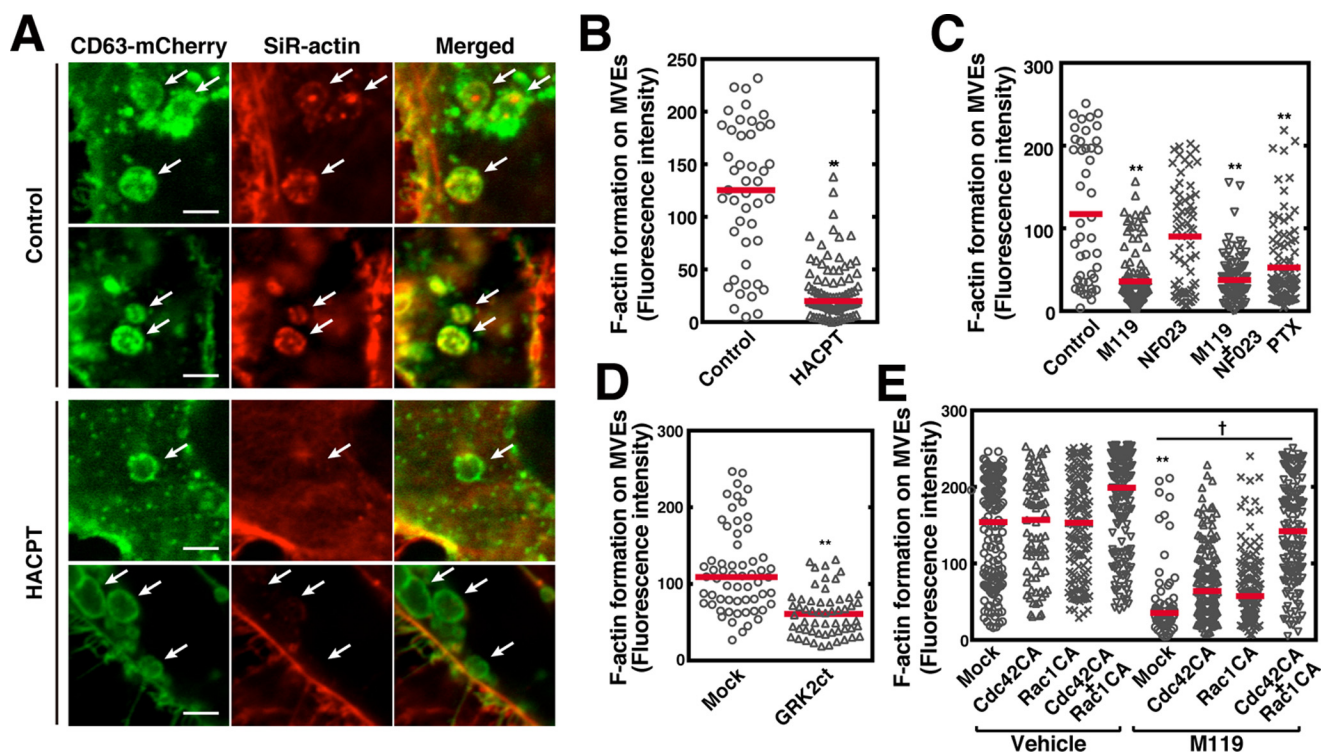 A
CD63-mCherry
SiR-actin
Merged
Control
HACPT
B
F-actin formation on MVEs
(Fluorescence intensity)
250
200
150
100
50
0
**
Control
HACPT
C
F-actin formation on MVEs
(Fluorescence intensity)
300
200
100
0
**
**
**
Control
M119
NF023
M119
+
NF023
PTX
D
F-actin formation on MVEs
(Fluorescence intensity)
300
200
100
0
**
Mock
GRK2ct
E
F-actin formation on MVEs
(Fluorescence intensity)
300
200
100
0
**
†
Mock
Cdc42CA
Rac1CA
Cdc42CA
+
Rac1CA
Mock
Cdc42CA
Rac1CA
Cdc42CA
+
Rac1CA
Vehicle
M119